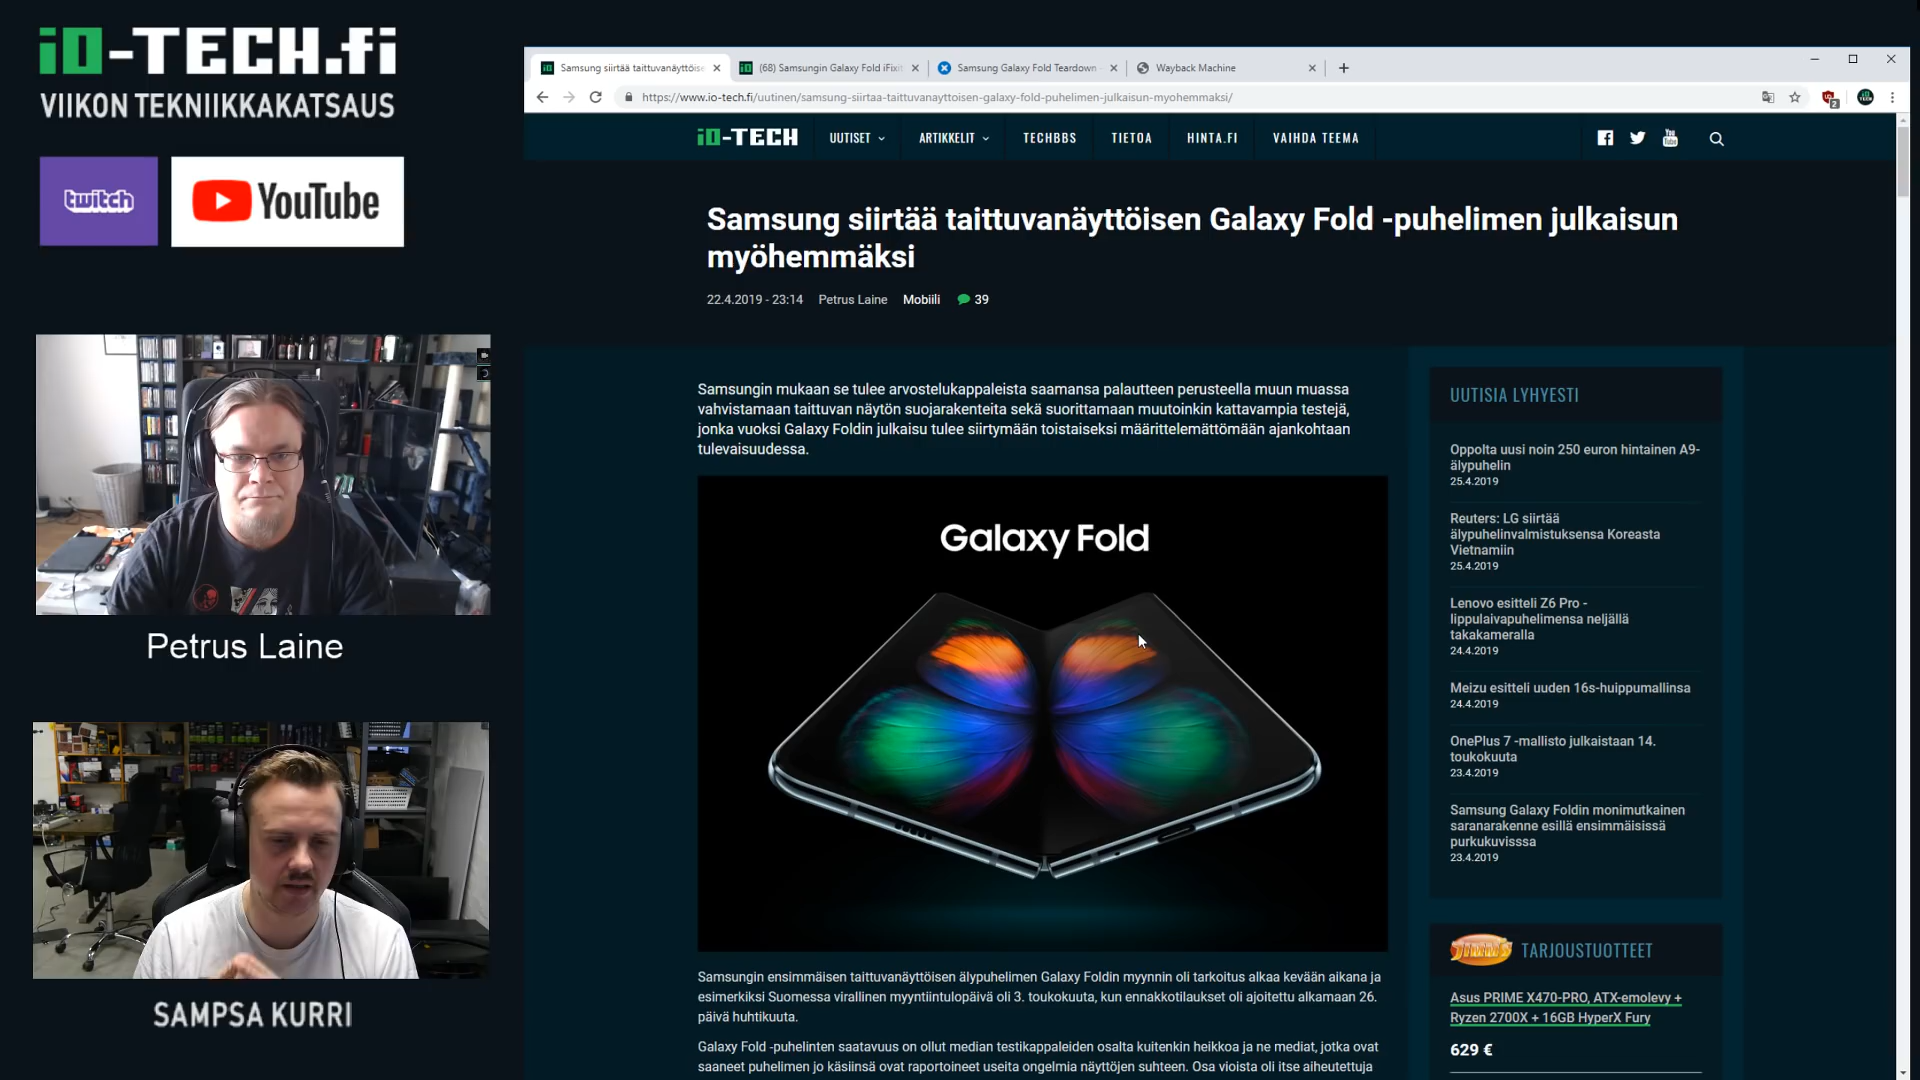 iO-TECH.fi
VIIKON TEKNIIKKAKATSAUS
twitch
YouTube
Petrus Laine
SAMPSA KURRI
Samsung siirtää taittuvanäyttöise
(68) Samsungin Galaxy Fold iFixit
Samsung Galaxy Fold Teardown
Wayback Machine
https://www.io-tech.fi/uutinen/samsung-siirtaa-taittuvanayttoisen-galaxy-fold-puhelimen-julkaisun-myohemmaksi/
2
iO-TECH
UUTISET
ARTIKKELIT
TECHBBS
TIETOA
HINTA.FI
VAIHDA TEEMA
You
Tube
Samsung siirtää taittuvanäyttöisen Galaxy Fold -puhelimen julkaisun
myöhemmäksi
22.4.2019 - 23:14 Petrus Laine Mobiili 39
Samsungin mukaan se tulee arvostelukappaleista saamansa palautteen perusteella muun muassa
vahvistamaan taittuvan näytön suojarakenteita sekä suorittamaan muutoinkin kattavampia testejä,
jonka vuoksi Galaxy Foldin julkaisu tulee siirtymään toistaiseksi määrittelemättömään ajankohtaan
tulevaisuudessa.
Galaxy Fold
Samsungin ensimmäisen taittuvanäyttöisen älypuhelimen Galaxy Foldin myynnin oli tarkoitus alkaa kevään aikana ja
esimerkiksi Suomessa virallinen myyntiintulopäivä oli 3. toukokuuta, kun ennakkotilaukset oli ajoitettu alkamaan 26.
päivä huhtikuuta.
Galaxy Fold -puhelinten saatavuus on ollut median testikappaleiden osalta kuitenkin heikkoa ja ne mediat, jotka ovat
saaneet puhelimen jo käsiinsä ovat raportoineet useita ongelmia näyttöjen suhteen. Osa vioista oli itse aiheutettuja
UUTISIA LYHYESTI
Oppolta uusi noin 250 euron hintainen A9-
älypuhelin
25.4.2019
Reuters: LG siirtää
älypuhelinvalmistuksensa Koreasta
Vietnamiin
25.4.2019
Lenovo esitteli Z6 Pro -
lippulaivapuhelimensa neljällä
takakameralla
24.4.2019
Meizu esitteli uuden 16s-huippumallinsa
24.4.2019
OnePlus 7 -mallisto julkaistaan 14.
toukokuuta
23.4.2019
Samsung Galaxy Foldin monimutkainen
saranarakenne esillä ensimmäisissä
purkukuvisssa
23.4.2019
TARJOUSTUOTTEET
Asus PRIME X470-PRO, ATX-emolevy +
Ryzen 2700X + 16GB HyperX Fury
629 €